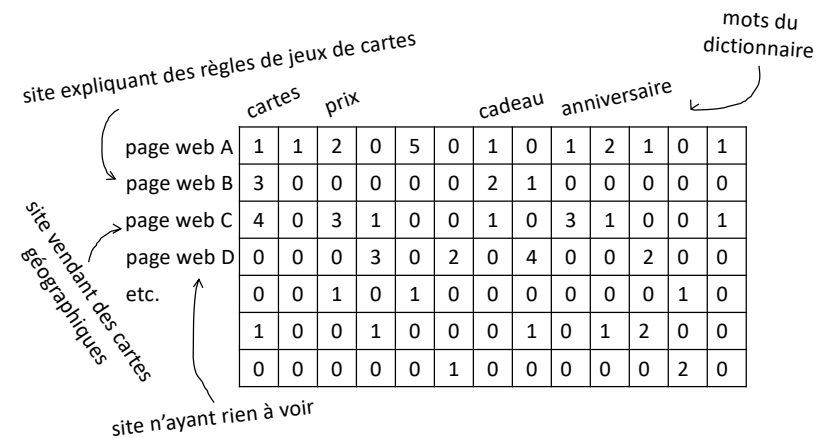 mots du
dictionnaire
site expliquant des règles de jeux de cartes
cartes prix cadeau anniversaire
page web A 1 1 2 0 5 0 1 0 1 2 1 0 1
page web B 3 0 0 0 0 0 2 1 0 0 0 0 0
page web C 4 0 3 1 0 0 1 0 3 1 0 0 1
page web D 0 0 0 3 0 2 0 4 0 0 2 0 0
etc. 0 0 1 0 1 0 0 0 0 0 0 1 0
1 0 0 1 0 0 0 1 0 1 2 0 0
0 0 0 0 0 1 0 0 0 0 0 2 0
site vendant des cartes
géographiques
site n'ayant rien à voir